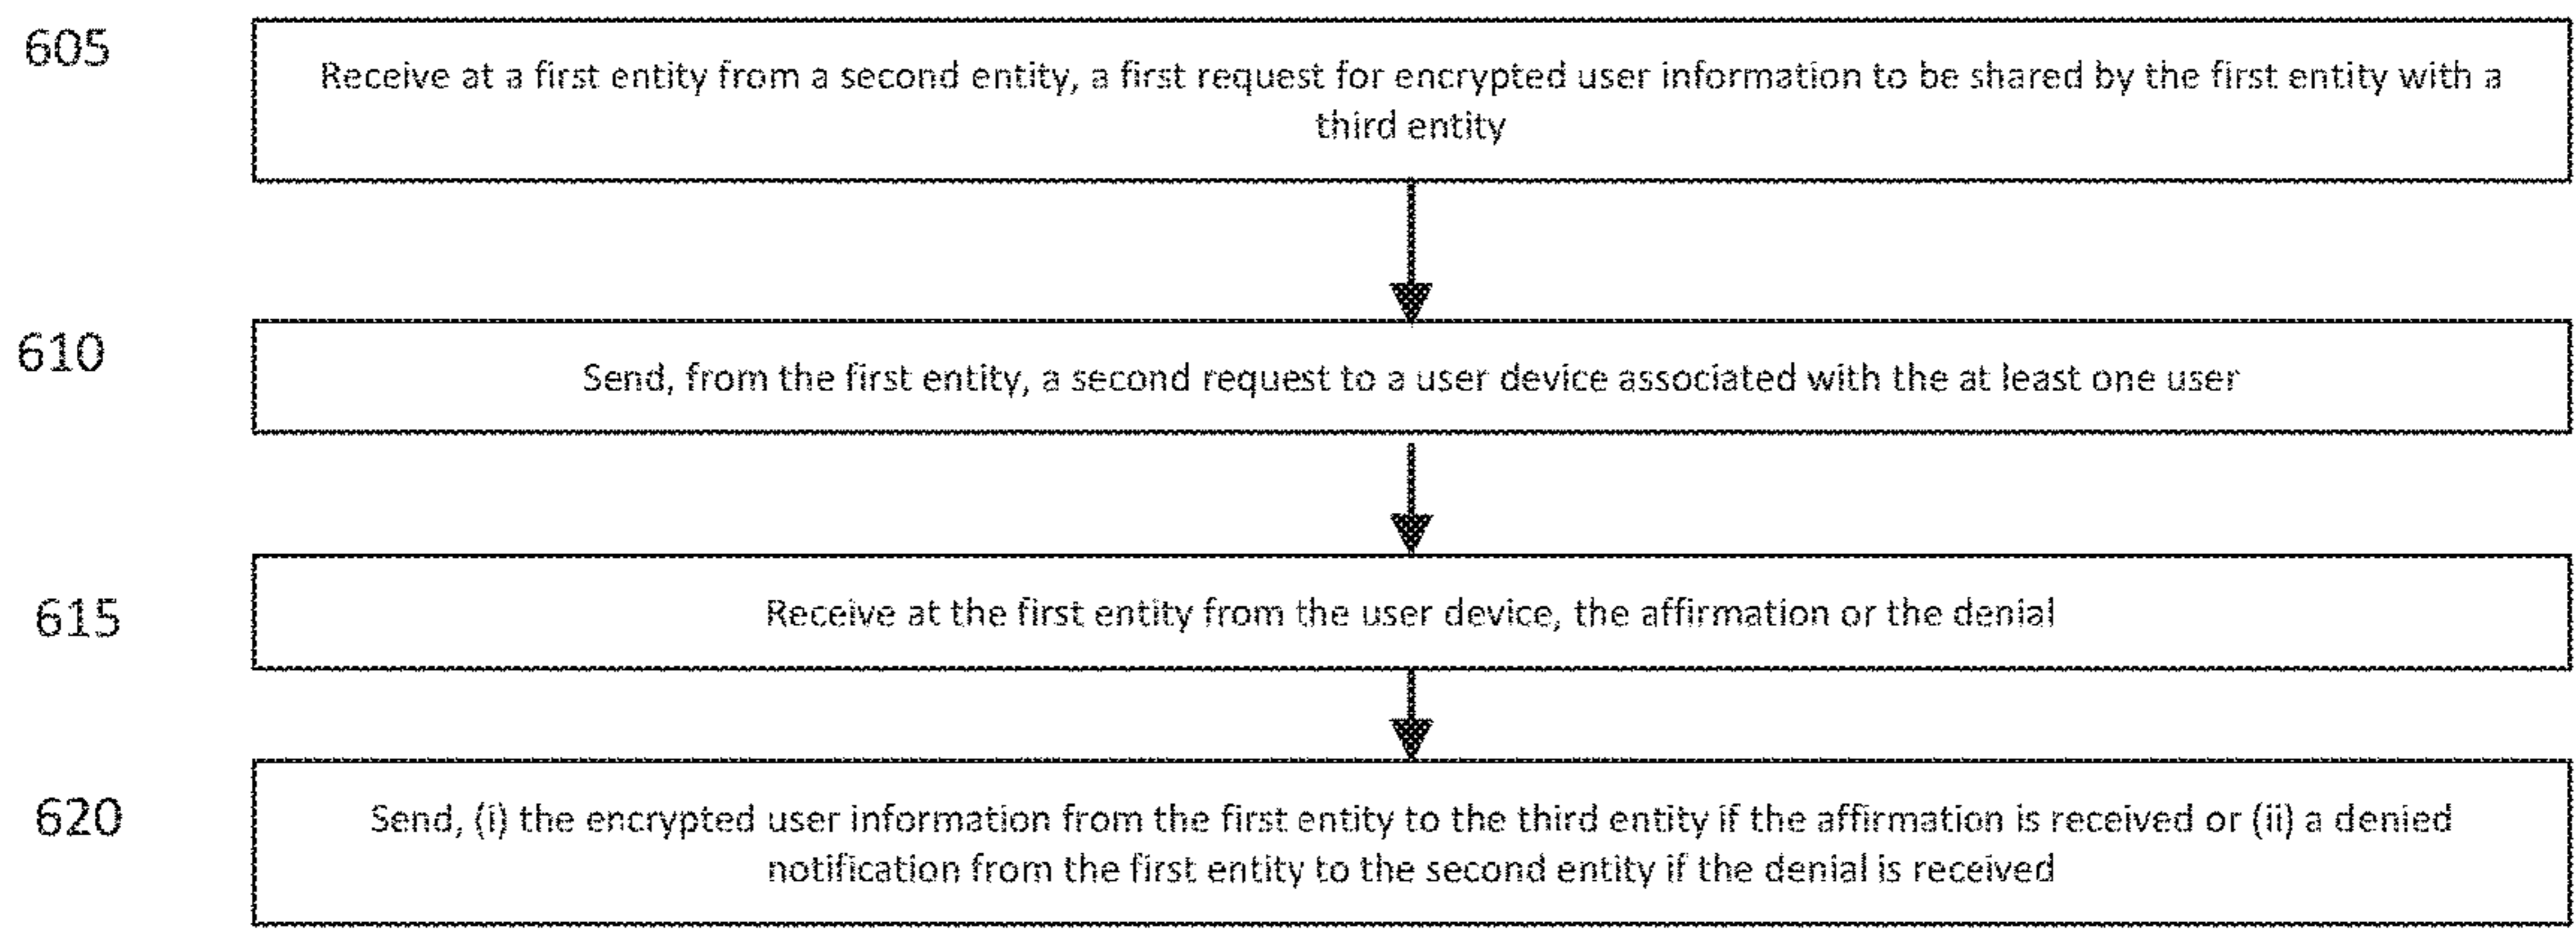 605
Receive at a first entity from a second entity, a first request for encrypted user information to be shared by the first entity with a
third entity
610
Send, from the first entity, a second request to a user device associated with the at least one user
615
Receive at the first entity from the user device, the affirmation or the denial
620
Send, (i) the encrypted user information from the first entity to the third entity if the affirmation is received or (ii) a denied
notification from the first entity to the second entity if the denial is received